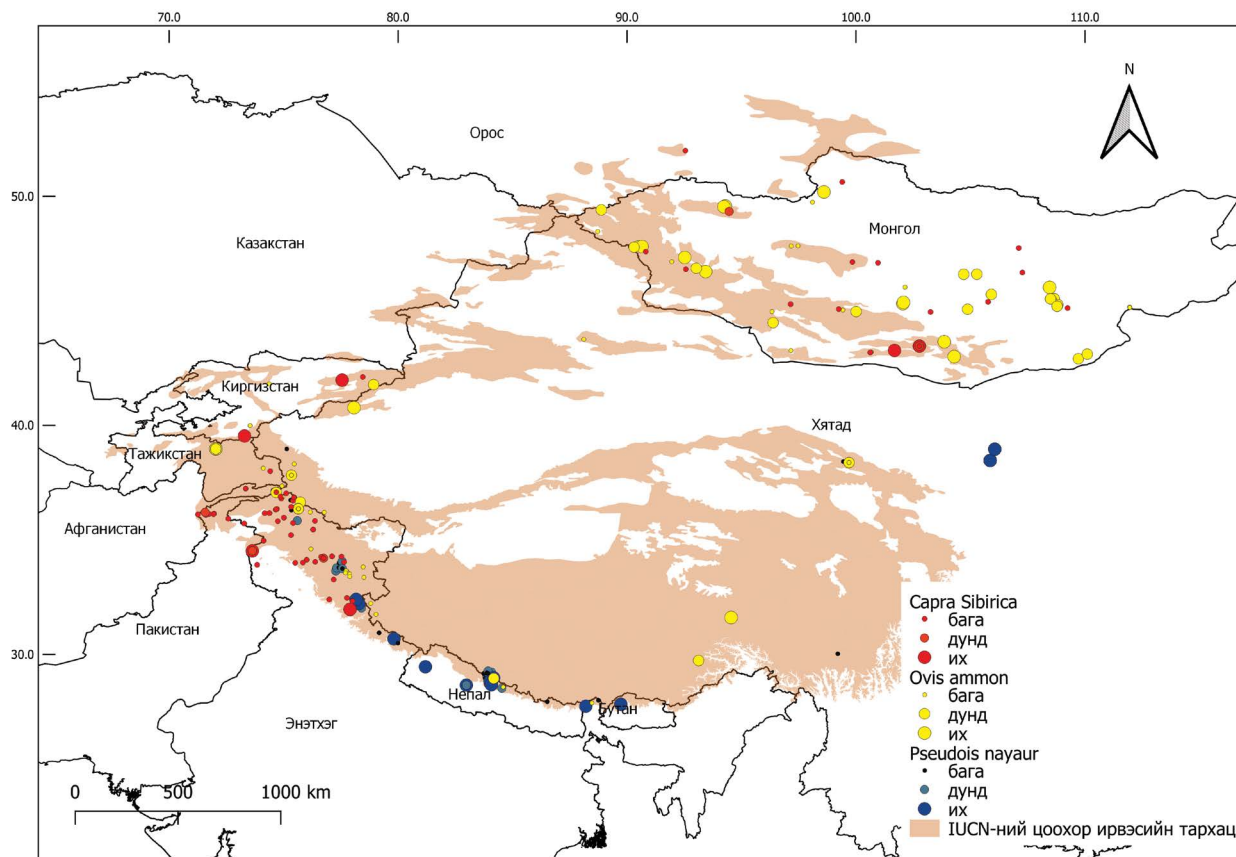 70.0 80.0 90.0 100.0 110.0
N
Орос
50.0
Монгол
Казакстан
Киргизстан
40.0
Хятад
Тажикстан
Афганистан
Capra Sibirica
бага
дунд
Пакистан
их
30.0
Ovis ammon
бага
Непал
дунд
Бутан
Энэтхэг
их
Pseudois nayaur
бага
0 500 1000 km
дунд
их
IUCN-ний цоохор ирвэсийн тархац